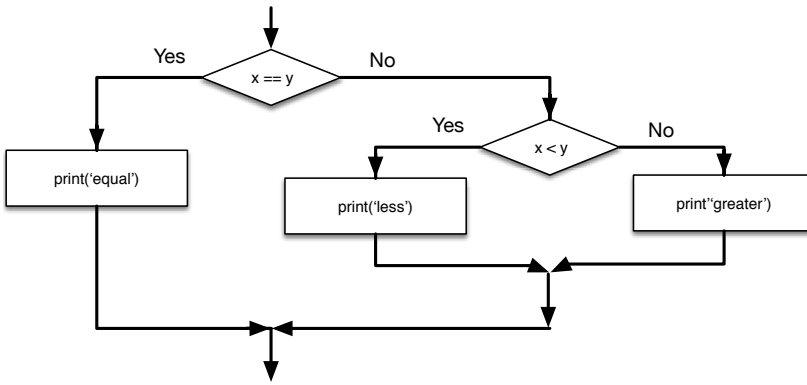 Yes
x == y
No
Yes
x < y
No
print(‘equal’)
print(‘less’)
print’‘greater’)